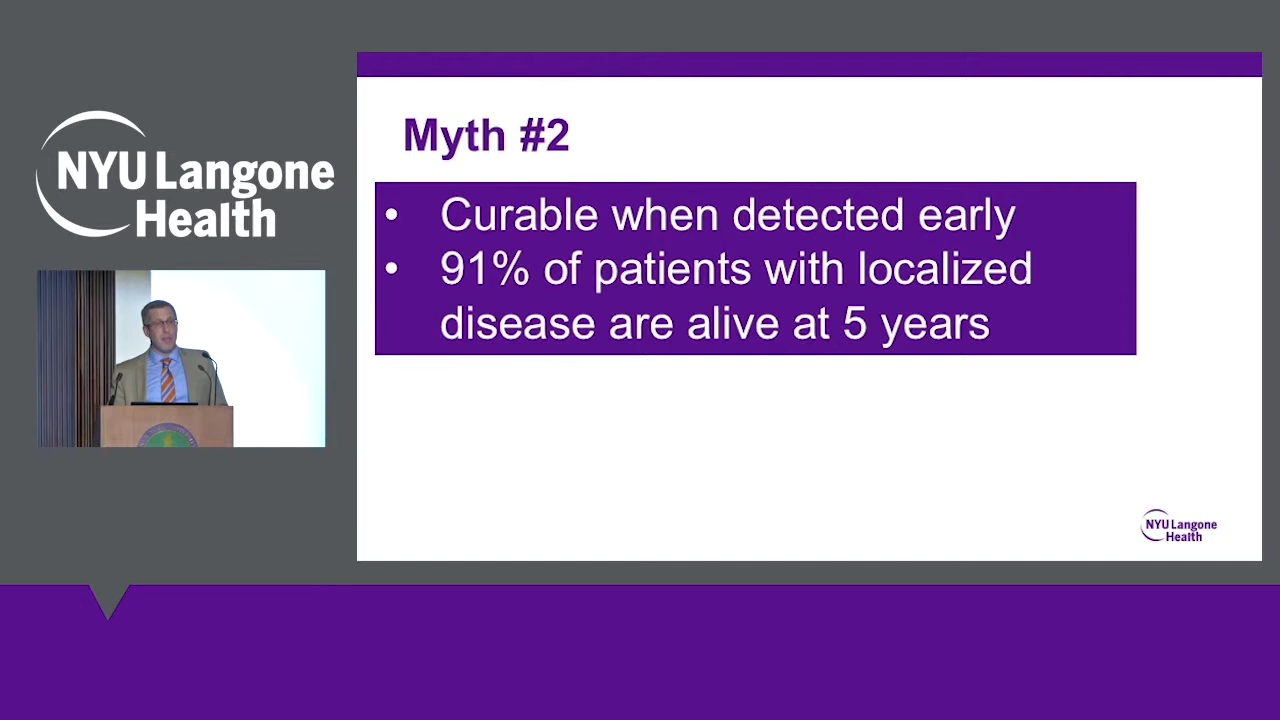 NYU Langone
Health
Myth #2
• Curable when detected early
• 91% of patients with localized
disease are alive at 5 years
NYU Langone
Health